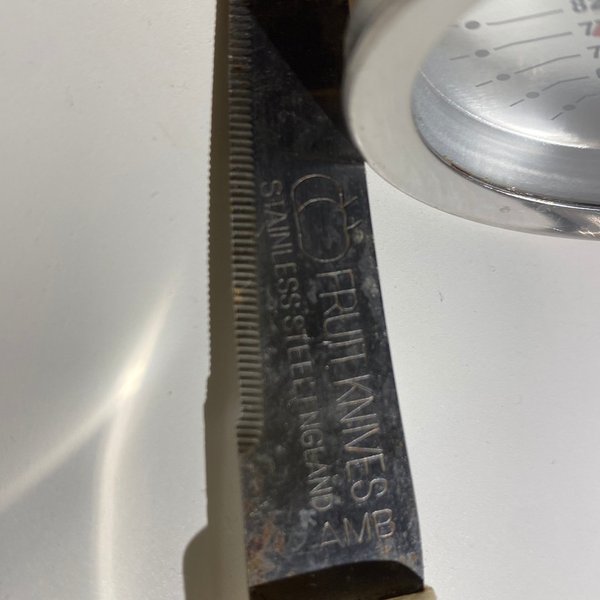 FRUIT KNIVES
STAINLESS STEEL ENGLAND
AMB